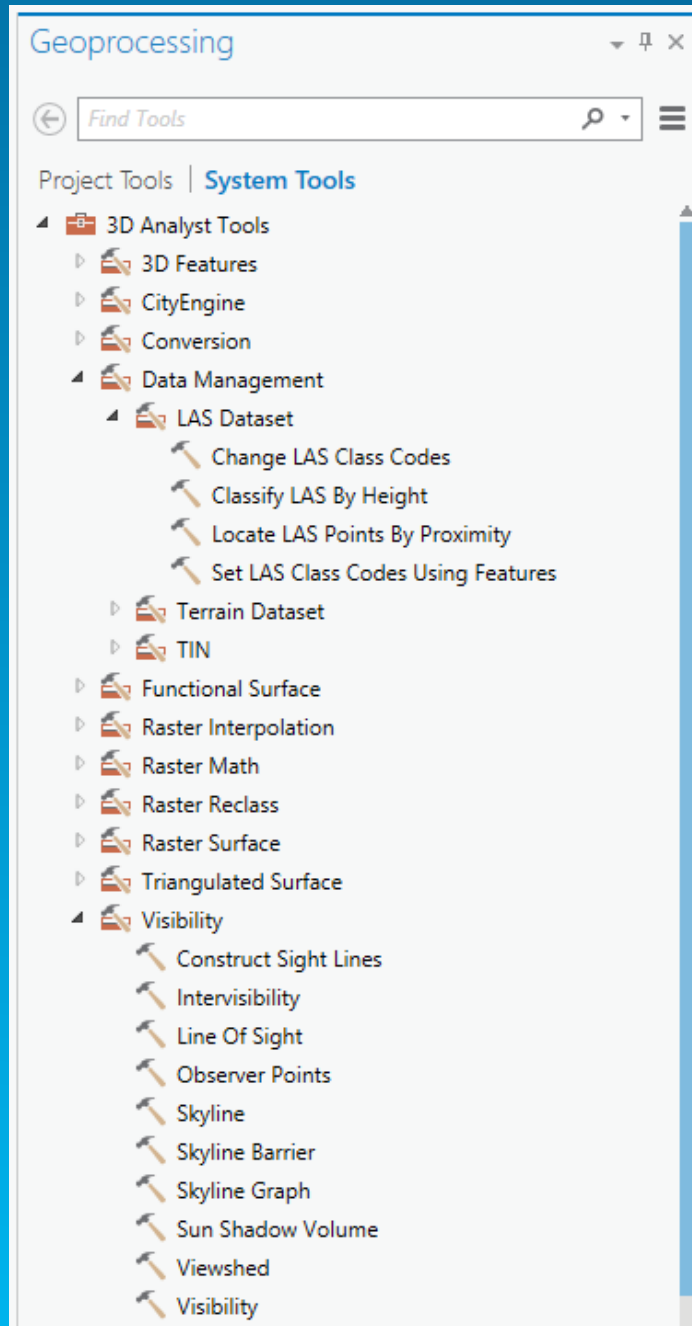 Geoprocessing
Find Tools
Project Tools | System Tools
3D Analyst Tools
3D Features
CityEngine
Conversion
Data Management
LAS Dataset
Change LAS Class Codes
Classify LAS By Height
Locate LAS Points By Proximity
Set LAS Class Codes Using Features
Terrain Dataset
TIN
Functional Surface
Raster Interpolation
Raster Math
Raster Reclass
Raster Surface
Triangulated Surface
Visibility
Construct Sight Lines
Intervisibility
Line Of Sight
Observer Points
Skyline
Skyline Barrier
Skyline Graph
Sun Shadow Volume
Viewshed
Visibility